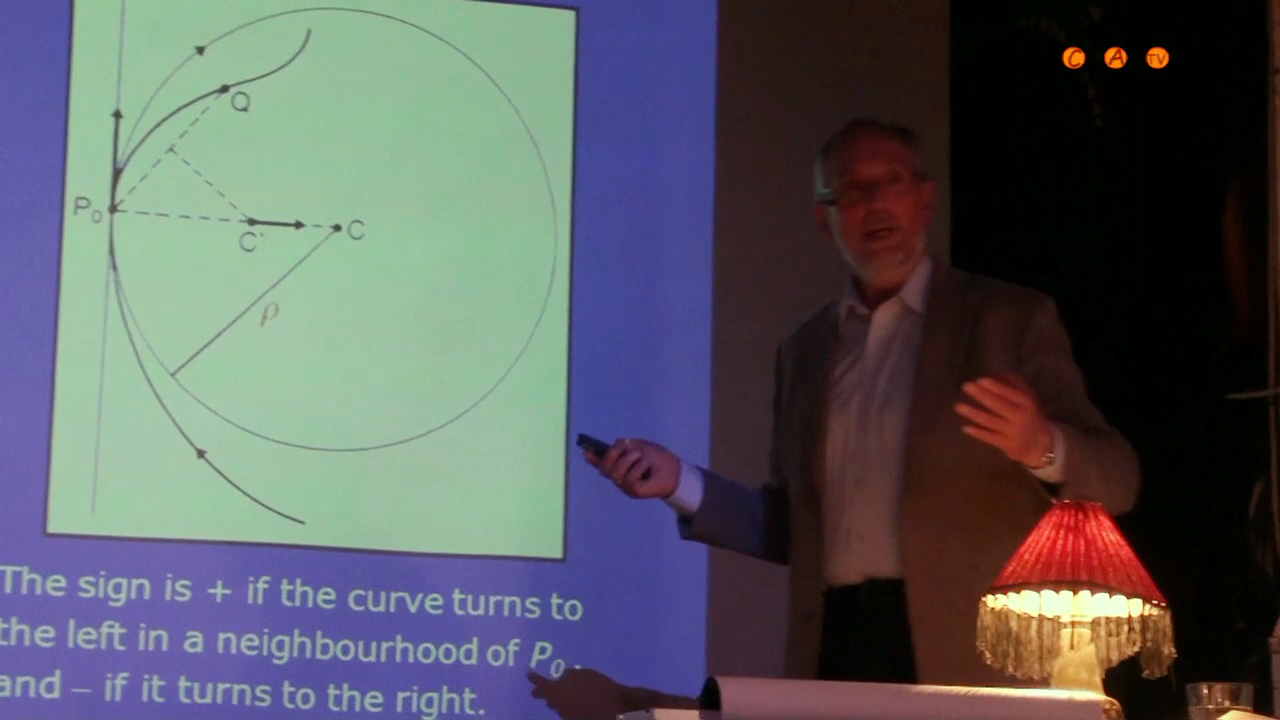 C A TV
Q
P₀
C' C
ρ
The sign is + if the curve turns to
the left in a neighbourhood of P₀,
and – if it turns to the right.